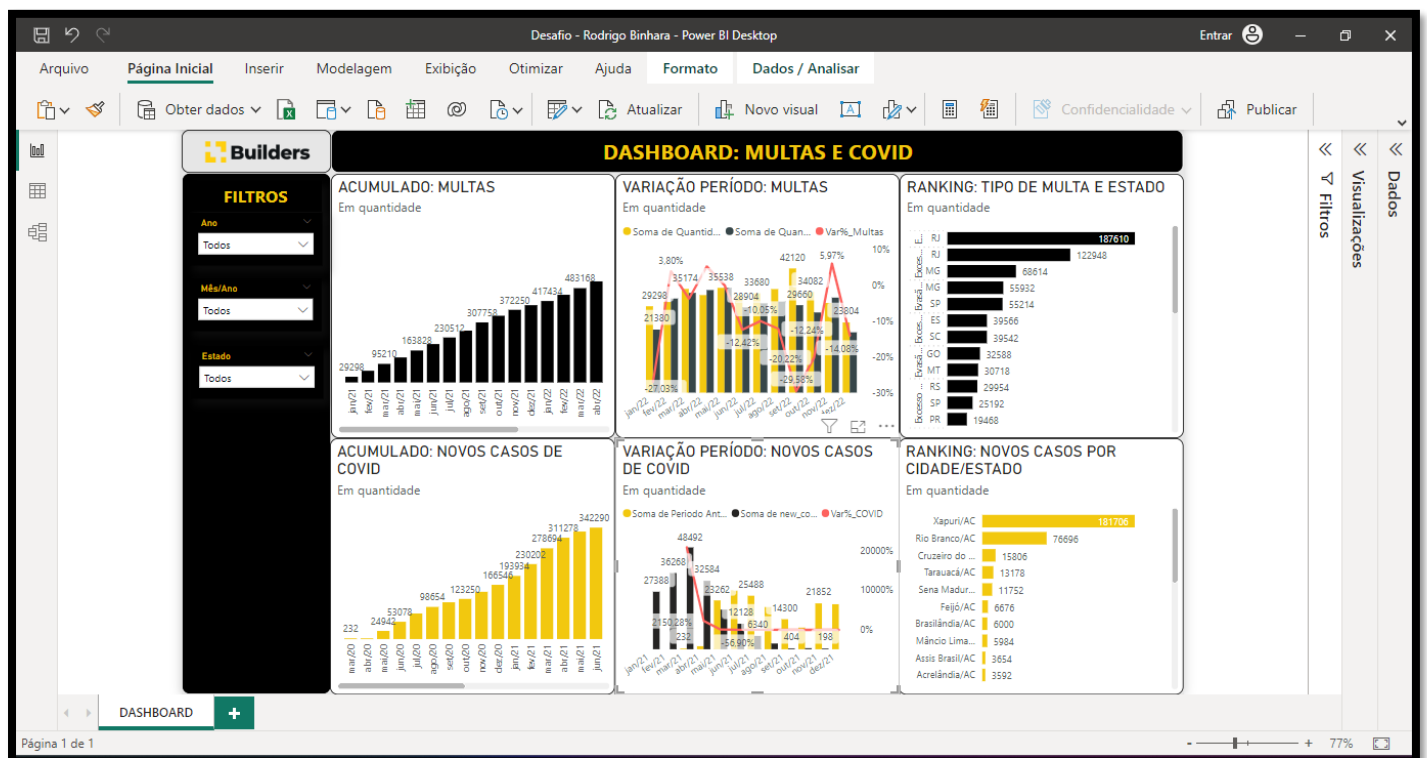 Desafio - Rodrigo Binhara - Power BI Desktop
Entrar
Arquivo Página Inicial Inserir Modelagem Exibição Otimizar Ajuda Formato Dados / Analisar
Obter dados Atualizar Novo visual Confidencialidade Publicar
Builders
DASHBOARD: MULTAS E COVID
Filtros
Visualizações
Dados
FILTROS
Ano
Todos
Mês/Ano
Todos
Estado
Todos
ACUMULADO: MULTAS
Em quantidade
29298 95210 163828 230512 307758 372250 417434 483168
jan/21 fev/21 mar/21 abr/21 mai/21 jun/21 jul/21 ago/21 set/21 out/21 nov/21 dez/21 jan/22 fev/22 mar/22 abr/22
VARIAÇÃO PERÍODO: MULTAS
Em quantidade
Soma de Quantid... Soma de Quan... Var%_Multas
10%
0%
-10%
-20%
-30%
3,80% 42120 5,97%
35174 35538 33680 34082
29298 28904 29660
21380 -10.05% 23804
-12.24%
-12.42% -14.08%
-20.22%
-27.03% -29.58%
jan/22 fev/22 mar/22 abr/22 mai/22 jun/22 jul/22 ago/22 set/22 out/22 nov/22 dez/22
RANKING: TIPO DE MULTA E ESTADO
Em quantidade
E... RJ 187610
Exces... RJ 122948
MG 68614
Brasã... MG 55932
SP 55214
Exces... ES 39566
SC 39542
Brasã... GO 32588
MT 30718
Excesso ... RS 29954
SP 25192
PR 19468
ACUMULADO: NOVOS CASOS DE
COVID
Em quantidade
232 24942 53078 98654 123250 166546 193934 230202 278694 311278 342290
mar/20 abr/20 mai/20 jun/20 jul/20 ago/20 set/20 out/20 nov/20 dez/20 jan/21 fev/21 mar/21 abr/21 mai/21 jun/21
VARIAÇÃO PERÍODO: NOVOS CASOS
DE COVID
Em quantidade
Soma de Periodo Ant... Soma de new_co... Var%_COVID
20000%
10000%
0%
48492
36268 32584
27388 23262 25488 21852
12128 14300
2150.28% 6340
232 -56.90% 404 198
jan/21 fev/21 mar/21 abr/21 mai/21 jun/21 jul/21 ago/21 set/21 out/21 nov/21 dez/21
RANKING: NOVOS CASOS POR
CIDADE/ESTADO
Em quantidade
Xapuri/AC 181706
Rio Branco/AC 76696
Cruzeiro do ... 15806
Tarauacá/AC 13178
Sena Madur... 11752
Feijó/AC 6676
Brasilândia/AC 6000
Mâncio Lima... 5984
Assis Brasil/AC 3654
Acrelândia/AC 3592
DASHBOARD
Página 1 de 1
77%